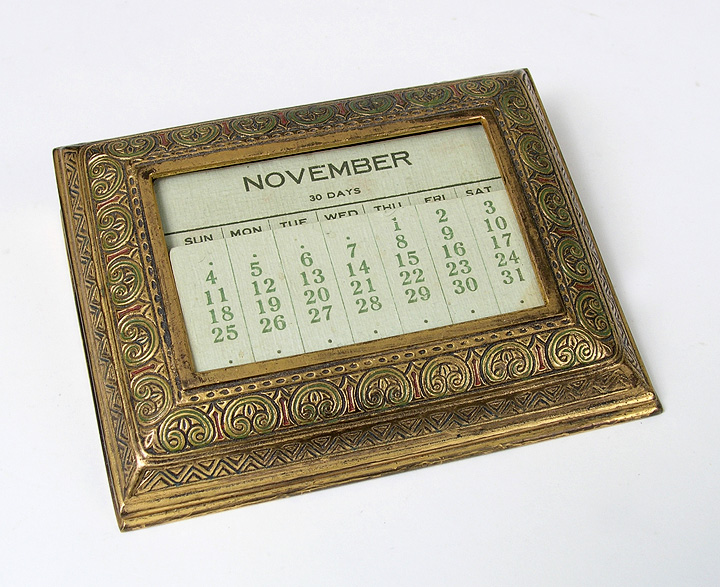 NOVEMBER
30 DAYS
SUN MON TUE WED THU FRI SAT
1 2 3
4 5 6 7 8 9 10
11 12 13 14 15 16 17
18 19 20 21 22 23 24
25 26 27 28 29 30 31